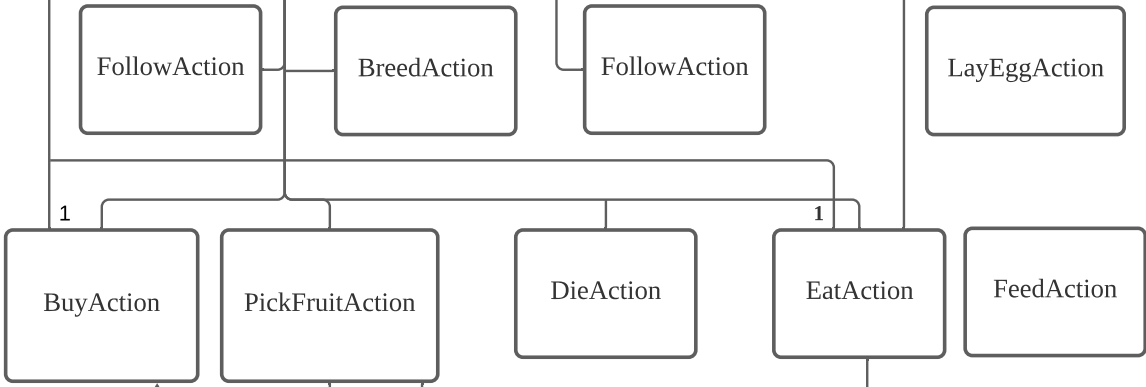 FollowAction
BreedAction
FollowAction
LayEggAction
1
1
BuyAction
PickFruitAction
DieAction
EatAction
FeedAction